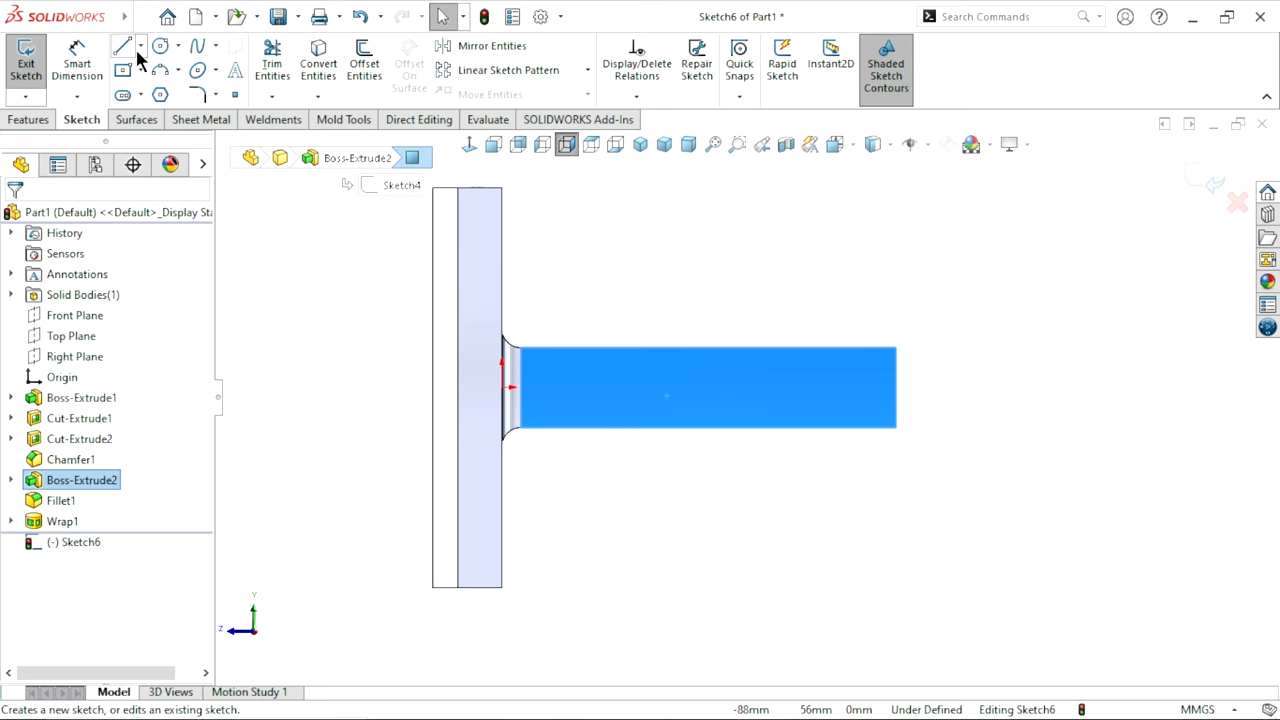 SOLIDWORKS
Sketch6 of Part1 *
Search Commands
Exit Sketch
Smart Dimension
Trim Entities
Convert Entities
Offset Entities
Offset On Surface
Mirror Entities
Linear Sketch Pattern
Move Entities
Display/Delete Relations
Repair Sketch
Quick Snaps
Rapid Sketch
Instant2D
Shaded Sketch Contours
Features
Sketch
Surfaces
Sheet Metal
Weldments
Mold Tools
Direct Editing
Evaluate
SOLIDWORKS Add-Ins
Boss-Extrude2
Sketch4
Part1 (Default) <<Default>_Display Sta
History
Sensors
Annotations
Solid Bodies(1)
Front Plane
Top Plane
Right Plane
Origin
Boss-Extrude1
Cut-Extrude1
Cut-Extrude2
Chamfer1
Boss-Extrude2
Fillet1
Wrap1
(-) Sketch6
Y
Z
Model
3D Views
Motion Study 1
Creates a new sketch, or edits an existing sketch.
-88mm
56mm
0mm
Under Defined
Editing Sketch6
MMGS